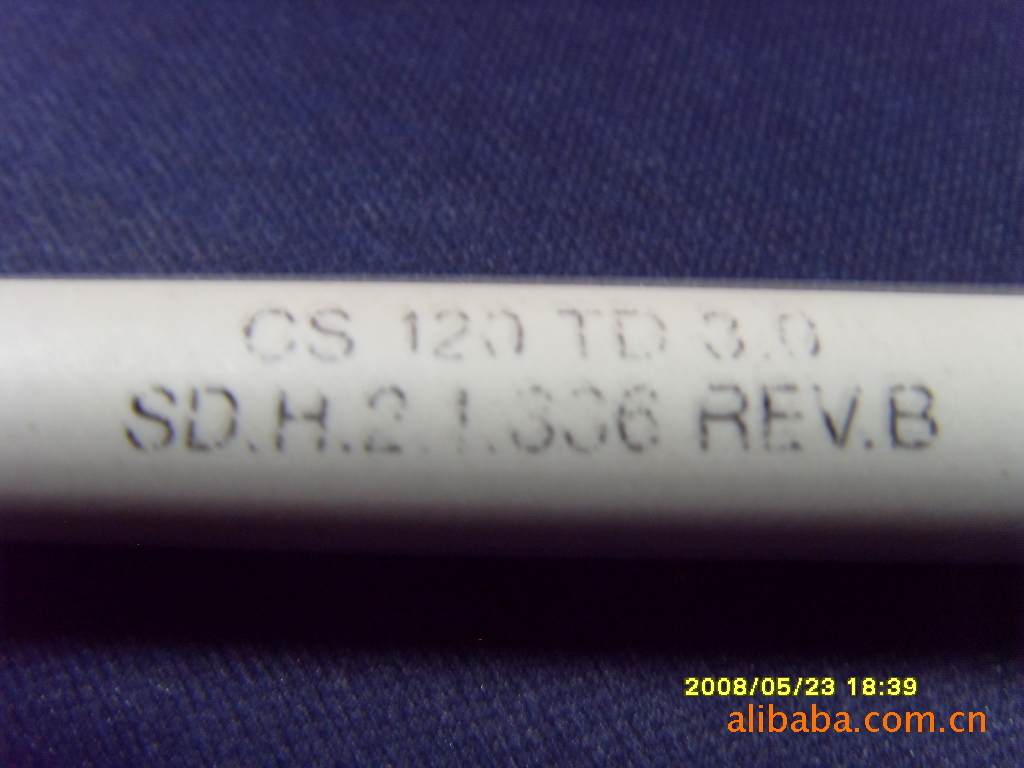 CS 120 TD 3.0
SD.H.2.1.336 REV.B
2008/05/23 18:39
alibaba.com.cn